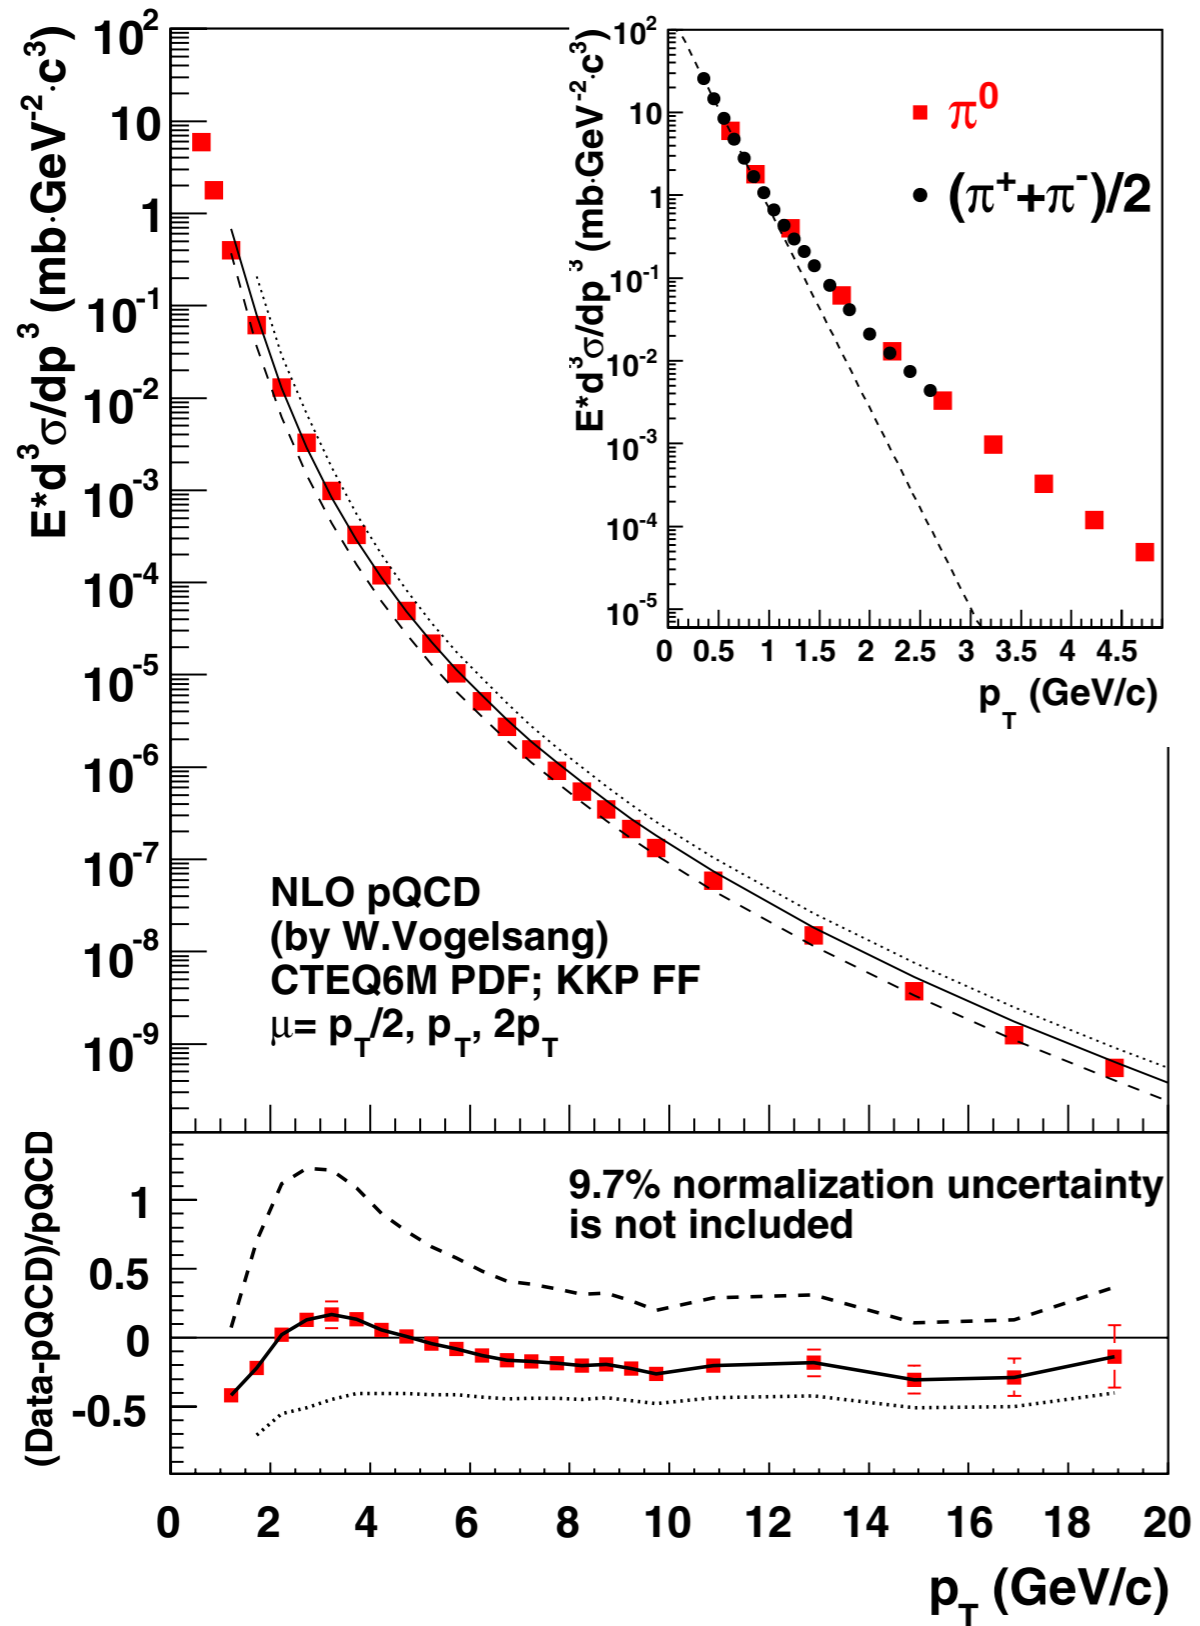 E*d³σ/dp³ (mb·GeV⁻²·c³)
10²
10
1
10⁻¹
10⁻²
10⁻³
10⁻⁴
10⁻⁵
10⁻⁶
10⁻⁷
10⁻⁸
10⁻⁹
NLO pQCD
(by W.Vogelsang)
CTEQ6M PDF; KKP FF
μ= p_T/2, p_T, 2p_T
E*d³σ/dp³ (mb·GeV⁻²·c³)
10²
10
1
10⁻¹
10⁻²
10⁻³
10⁻⁴
10⁻⁵
π⁰
(π⁺+π⁻)/2
0 0.5 1 1.5 2 2.5 3 3.5 4 4.5
p_T (GeV/c)
(Data-pQCD)/pQCD
1
0.5
0
-0.5
9.7% normalization uncertainty
is not included
0 2 4 6 8 10 12 14 16 18 20
p_T (GeV/c)